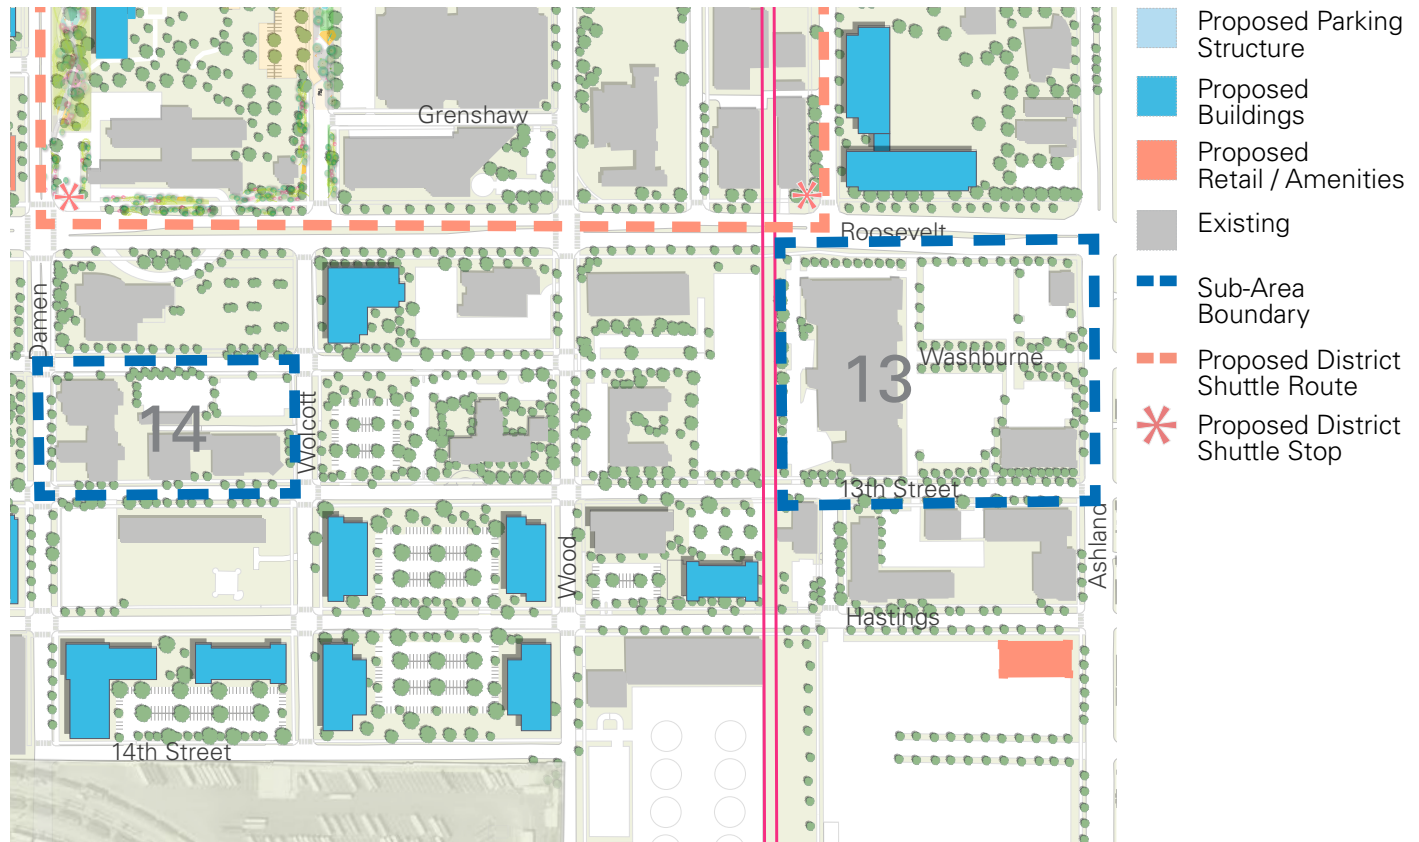 Proposed Parking
Structure
Proposed
Buildings
Proposed
Retail / Amenities
Existing
Sub-Area
Boundary
Proposed District
Shuttle Route
Proposed District
Shuttle Stop
Grenshaw
Roosevelt
Damen
Washburne
13
14
Wolcott
13th Street
Wood
Ashland
Hastings
14th Street